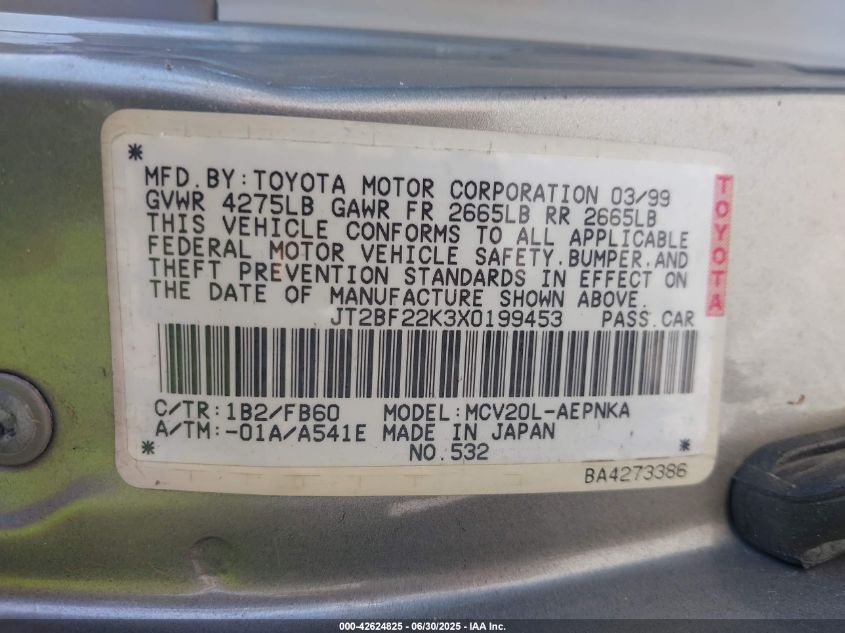 MFD.BY:TOYOTA MOTOR CORPORATION 03/99
GVWR 4275LB GAWR FR 2665LB RR 2665LB
THIS VEHICLE CONFORMS TO ALL APPLICABLE
FEDERAL MOTOR VEHICLE SAFETY.BUMPER.AND
THEFT PREVENTION STANDARDS IN EFFECT ON
THE DATE OF MANUFACTURE SHOWN ABOVE.
JT2BF22K3X0199453 PASS.CAR
TOYOTA
C/TR:1B2/FB60 MODEL:MCV20L-AEPNKA
A/TM:-01A/A541E MADE IN JAPAN
NO.532
BA4273386
000-42624825 - 06/30/2025 - IAA Inc.